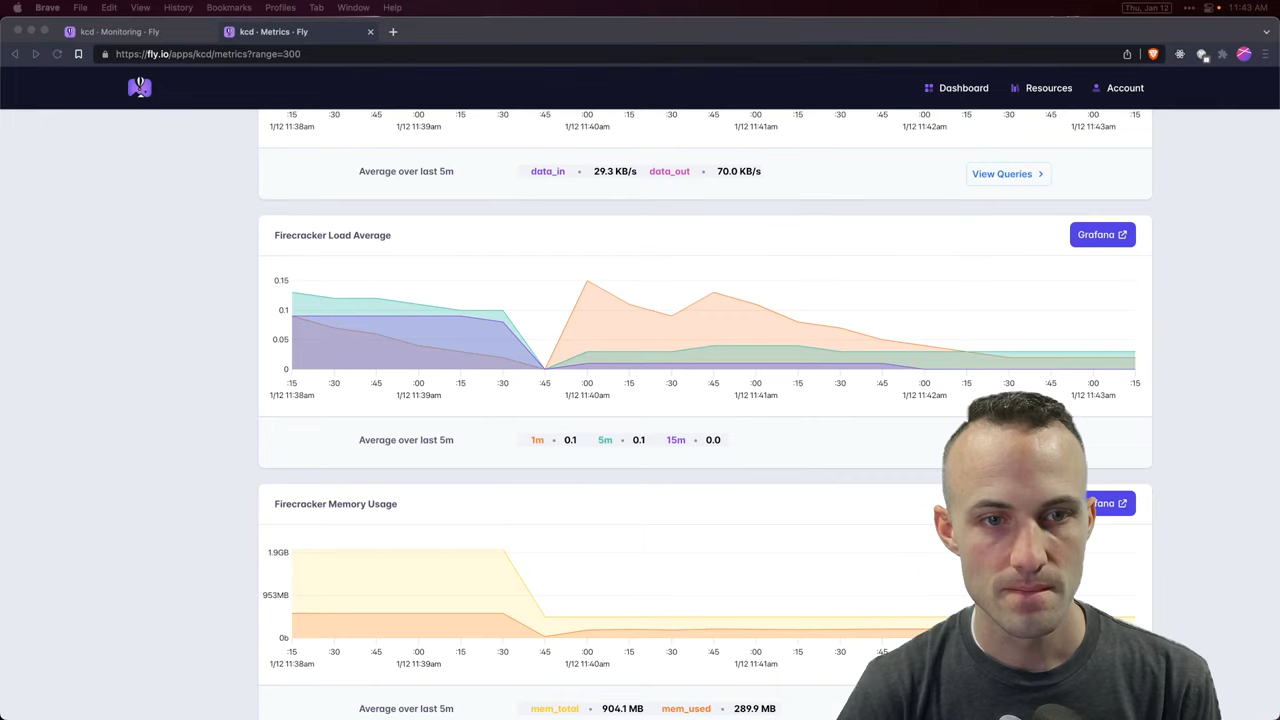 Brave File Edit View History Bookmarks Profiles Tab Window Help Thu, Jan 12 11:43 AM
kcd · Monitoring · Fly kcd · Metrics · Fly
https://fly.io/apps/kcd/metrics?range=300
Dashboard Resources Account
:15 :30 :45 :00 :15 :30 :45 :00 :15 :30 :45 :00 :15 :30 :45 :00 :15 :30 :45 :00 :15
1/12 11:38am 1/12 11:39am 1/12 11:40am 1/12 11:41am 1/12 11:42am 1/12 11:43am
Average over last 5m data_in • 29.3 KB/s data_out • 70.0 KB/s View Queries
Firecracker Load Average Grafana
0.15
0.1
0.05
0
:15 :30 :45 :00 :15 :30 :45 :00 :15 :30 :45 :00 :15 :30 :45 :00 :15 :30 :45 :00 :15
1/12 11:38am 1/12 11:39am 1/12 11:40am 1/12 11:41am 1/12 11:42am 1/12 11:43am
Average over last 5m 1m • 0.1 5m • 0.1 15m • 0.0
Firecracker Memory Usage ana
1.9GB
953MB
0b
:15 :30 :45 :00 :15 :30 :45 :00 :15 :30 :45 :00 :15 :30
1/12 11:38am 1/12 11:39am 1/12 11:40am 1/12 11:41am
Average over last 5m mem_total • 904.1 MB mem_used • 289.9 MB